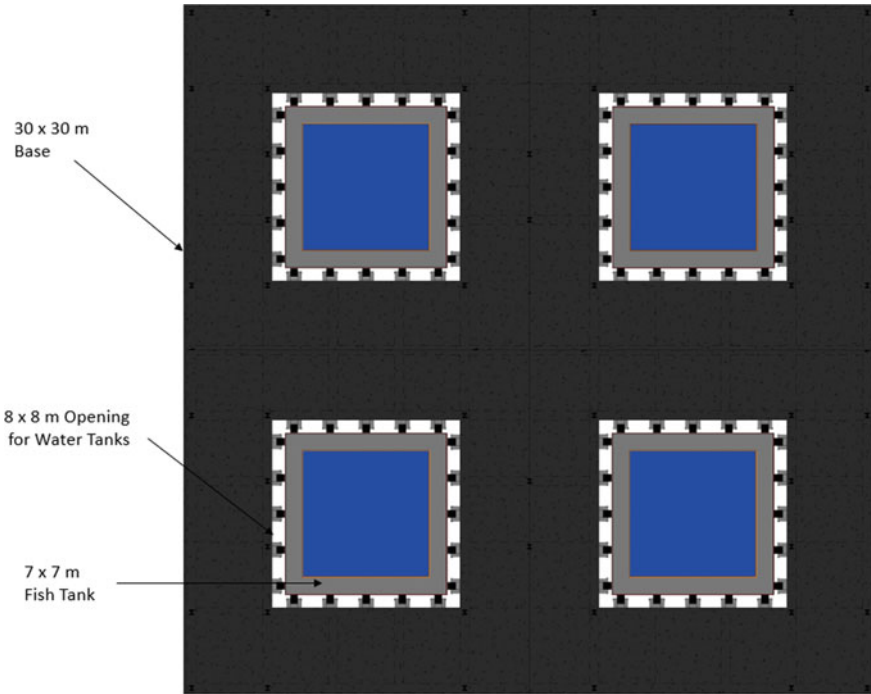 30 x 30 m
Base
8 x 8 m Opening
for Water Tanks
7 x 7 m
Fish Tank